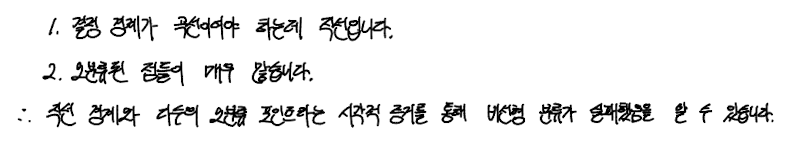 1. 결정 경계가 곡선이어야 하는데 직선입니다.
2. 오분류된 점들이 매우 많습니다.
∴ 직선 경계와 다수의 오분류 포인트라는 시각적 증거를 통해 비선형 분류가 실패했음을 알 수 있습니다.